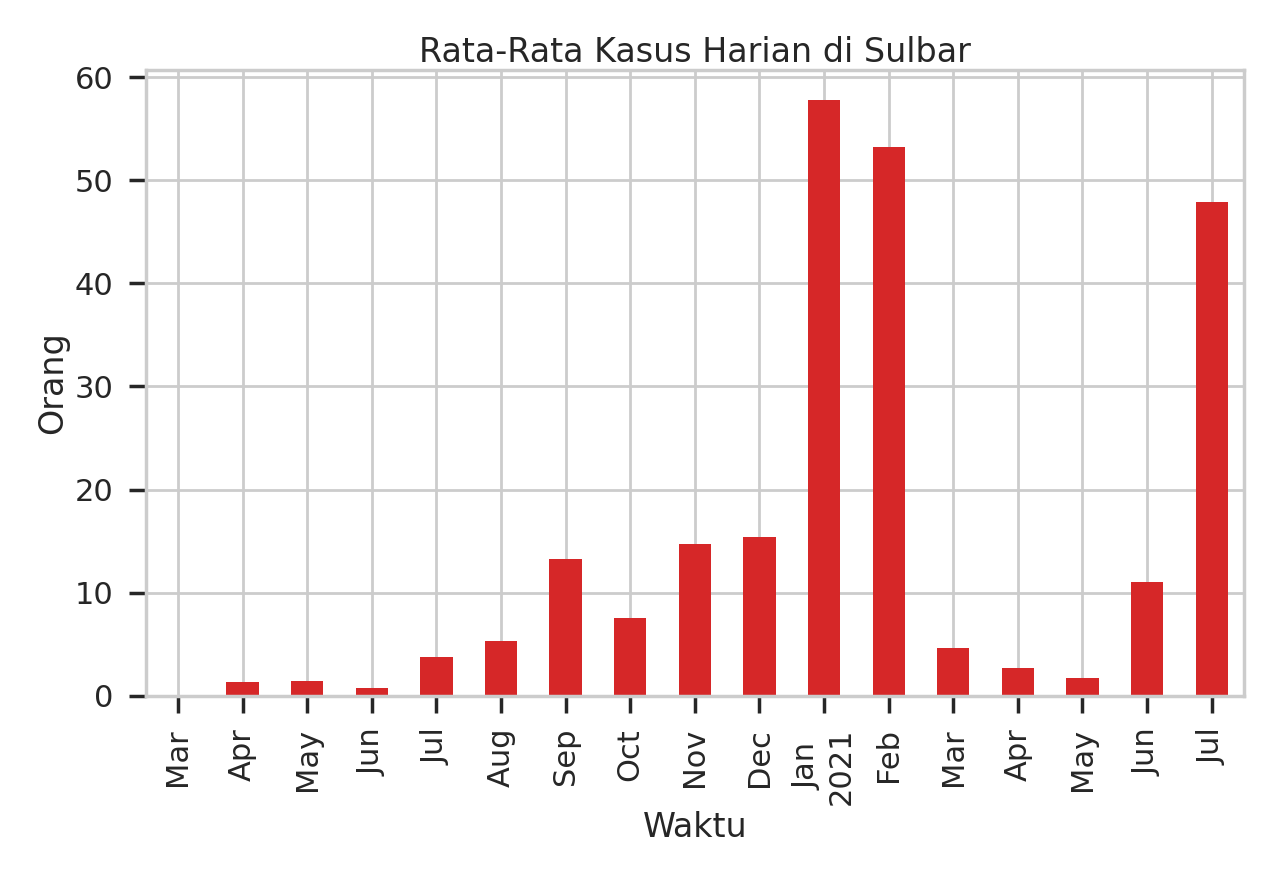 Rata-Rata Kasus Harian di Sulbar
60
50
40
30
20
10
0
Orang
Mar
Apr
May
Jun
Jul
Aug
Sep
Oct
Nov
Dec
Jan
2021
Feb
Mar
Apr
May
Jun
Jul
Waktu